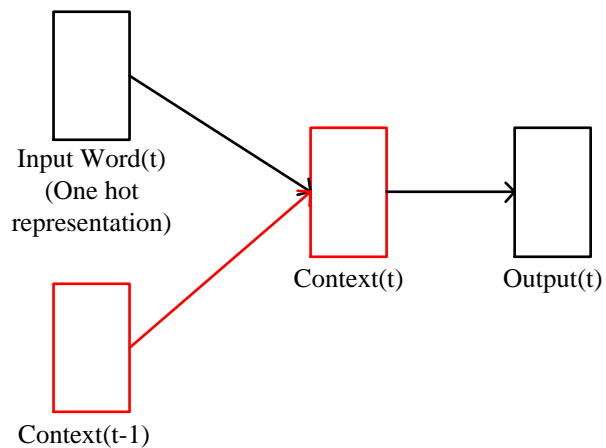 Input Word(t)
(One hot
representation)
Context(t)
Output(t)
Context(t-1)